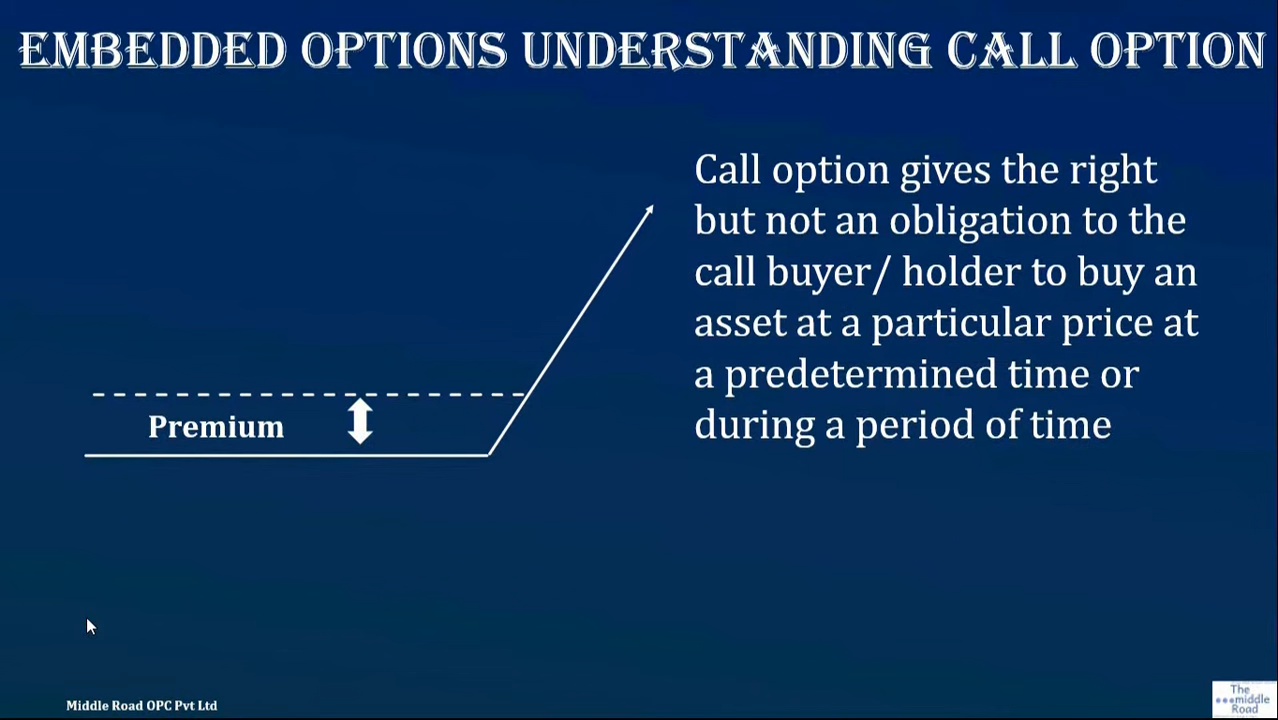 EMBEDDED OPTIONS UNDERSTANDING CALL OPTION
Call option gives the right
but not an obligation to the
call buyer/ holder to buy an
asset at a particular price at
a predetermined time or
during a period of time
Premium
Middle Road OPC Pvt Ltd
The
middle
Road